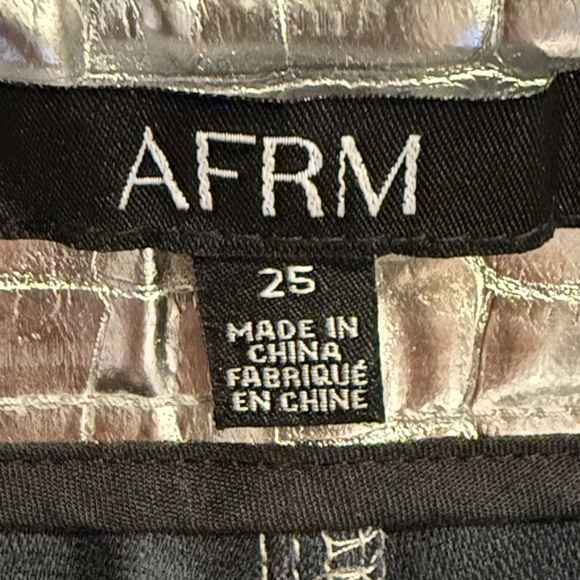 AFRM
25
MADE IN
CHINA
FABRIQUÉ
EN CHINE